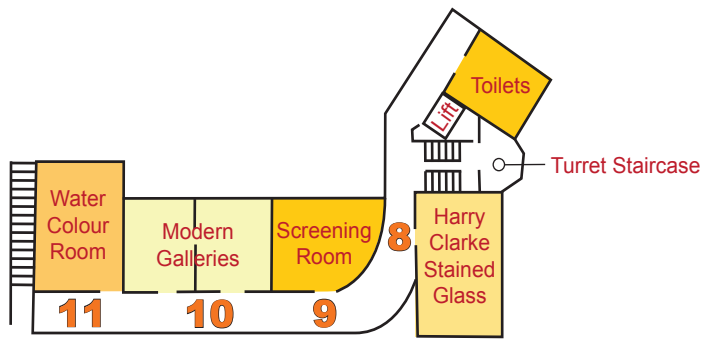 Toilets
Lift
Turret Staircase
Water
Colour
Room
Modern
Galleries
Screening
Room
8
Harry
Clarke
Stained
Glass
11
10
9